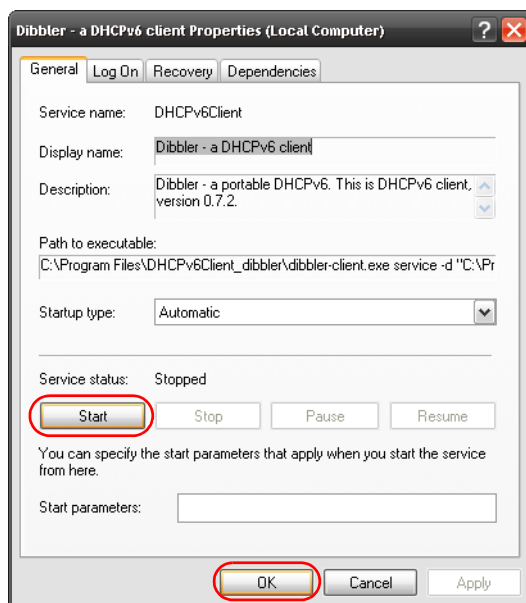 Dibbler - a DHCPv6 client Properties (Local Computer)
General Log On Recovery Dependencies
Service name: DHCPv6Client
Display name: Dibbler - a DHCPv6 client
Description: Dibbler - a portable DHCPv6. This is DHCPv6 client,
version 0.7.2.
Path to executable:
C:\Program Files\DHCPv6Client_dibbler\dibbler-client.exe service -d "C:\Pr
Startup type: Automatic
Service status: Stopped
Start Stop Pause Resume
You can specify the start parameters that apply when you start the service
from here.
Start parameters:
OK Cancel Apply